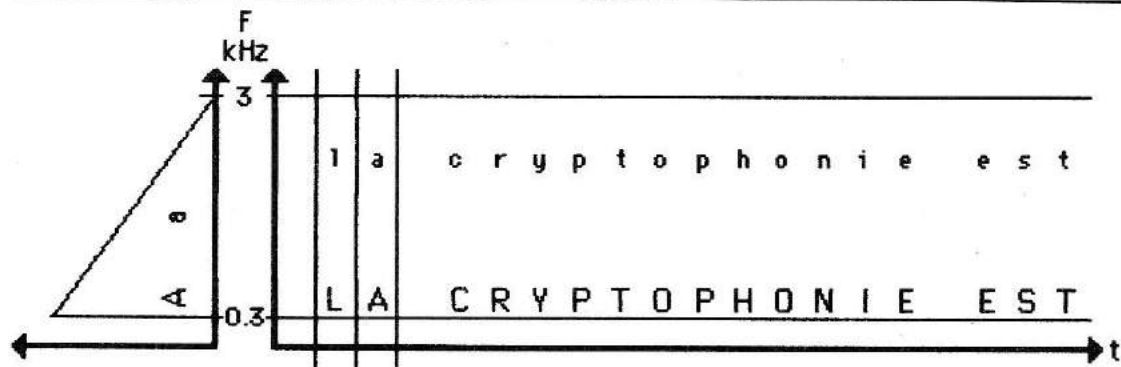 F
kHz
3
l a c r y p t o p h o n i e e s t
a
A
L A C R Y P T O P H O N I E E S T
0.3
t